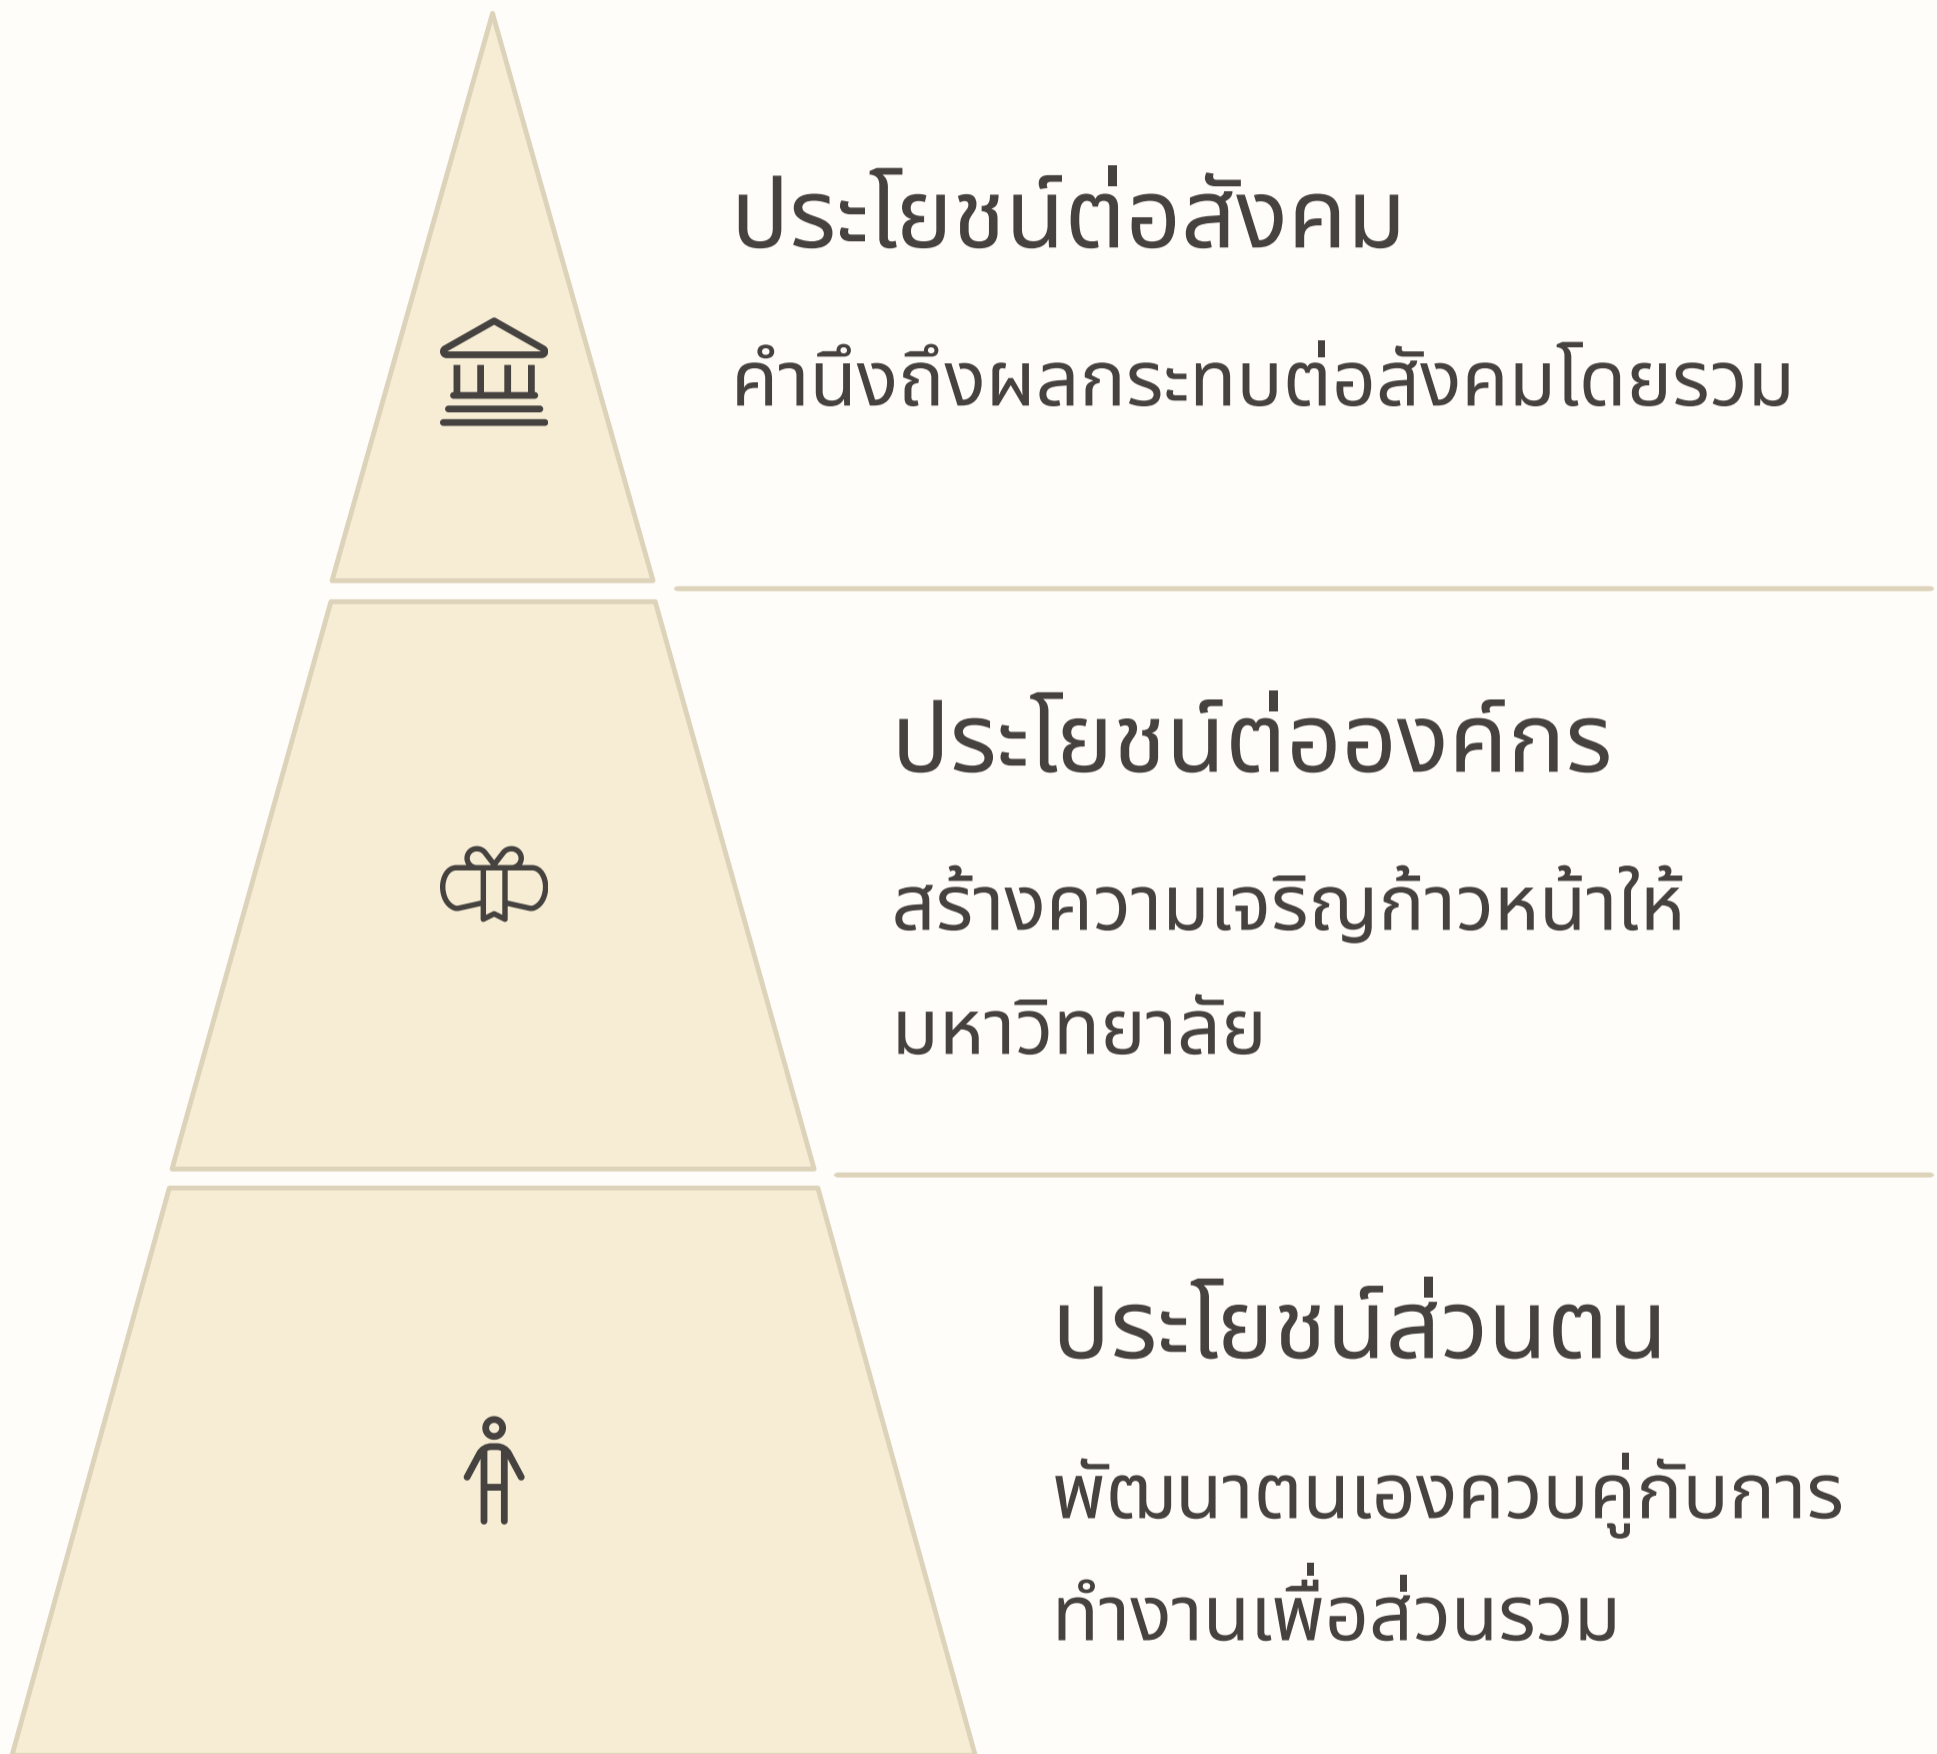 ประโยชน์ต่อสังคม
คำนึงถึงผลกระทบต่อสังคมโดยรวม
ประโยชน์ต่อองค์กร
สร้างความเจริญก้าวหน้าให้
มหาวิทยาลัย
ประโยชน์ส่วนตน
พัฒนาตนเองควบคู่กับการ
ทำงานเพื่อส่วนรวม